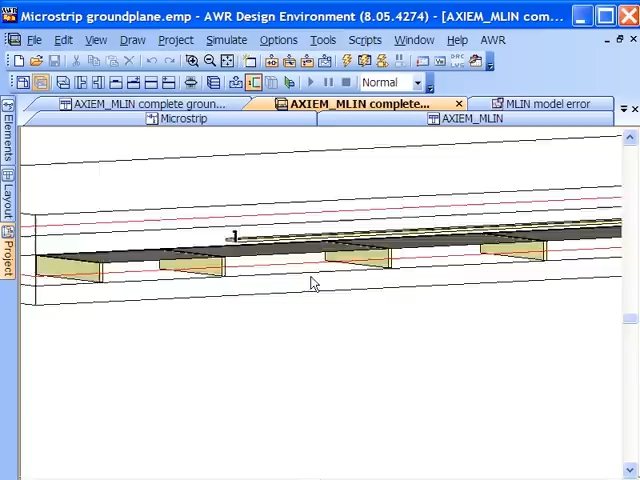 Microstrip groundplane.emp - AWR Design Environment (8.05.4274) - [AXIEM_MLIN com...
File Edit View Draw Project Simulate Options Tools Scripts Window Help AWR
Normal
AXIEM_MLIN complete groun... AXIEM_MLIN complete... MLIN model error
Microstrip AXIEM_MLIN
Elements
Layout
Project
1